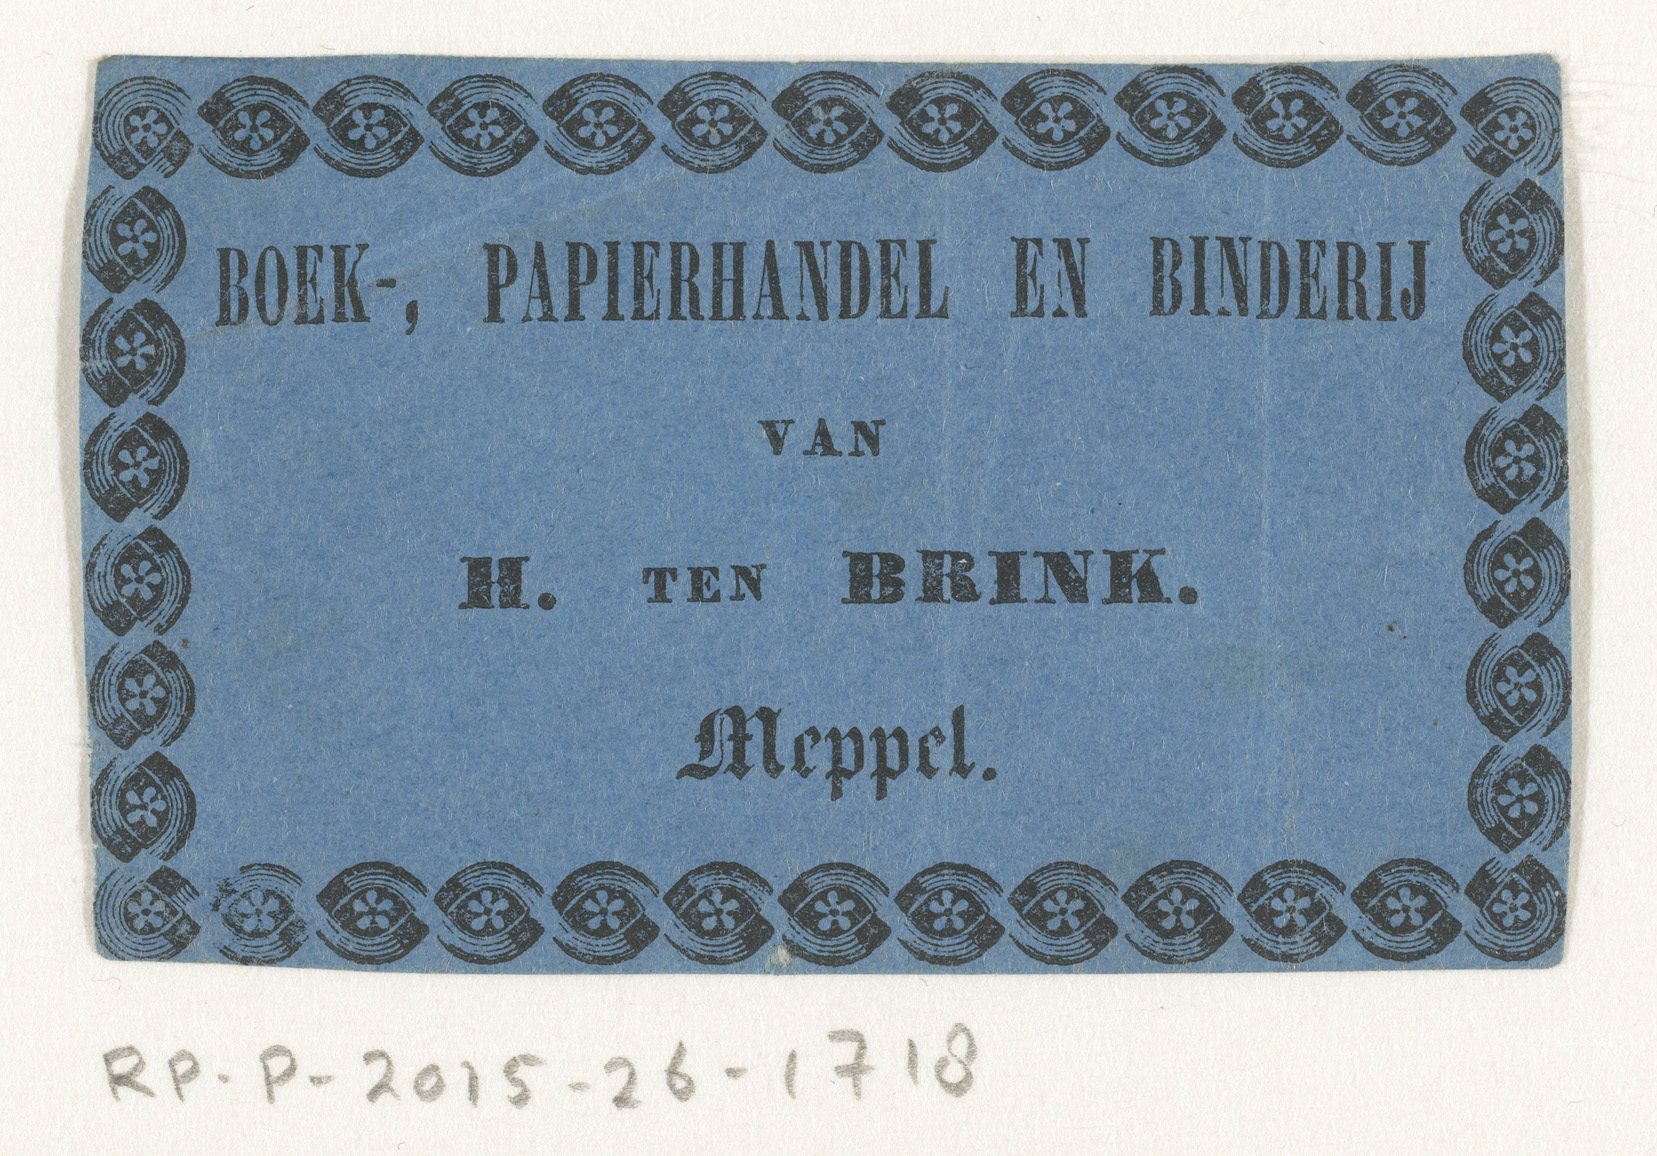 BOEK-, PAPIERHANDEL EN BINDERIJ
VAN
H. TEN BRINK.
Meppel.
RP-P-2015-26-1718